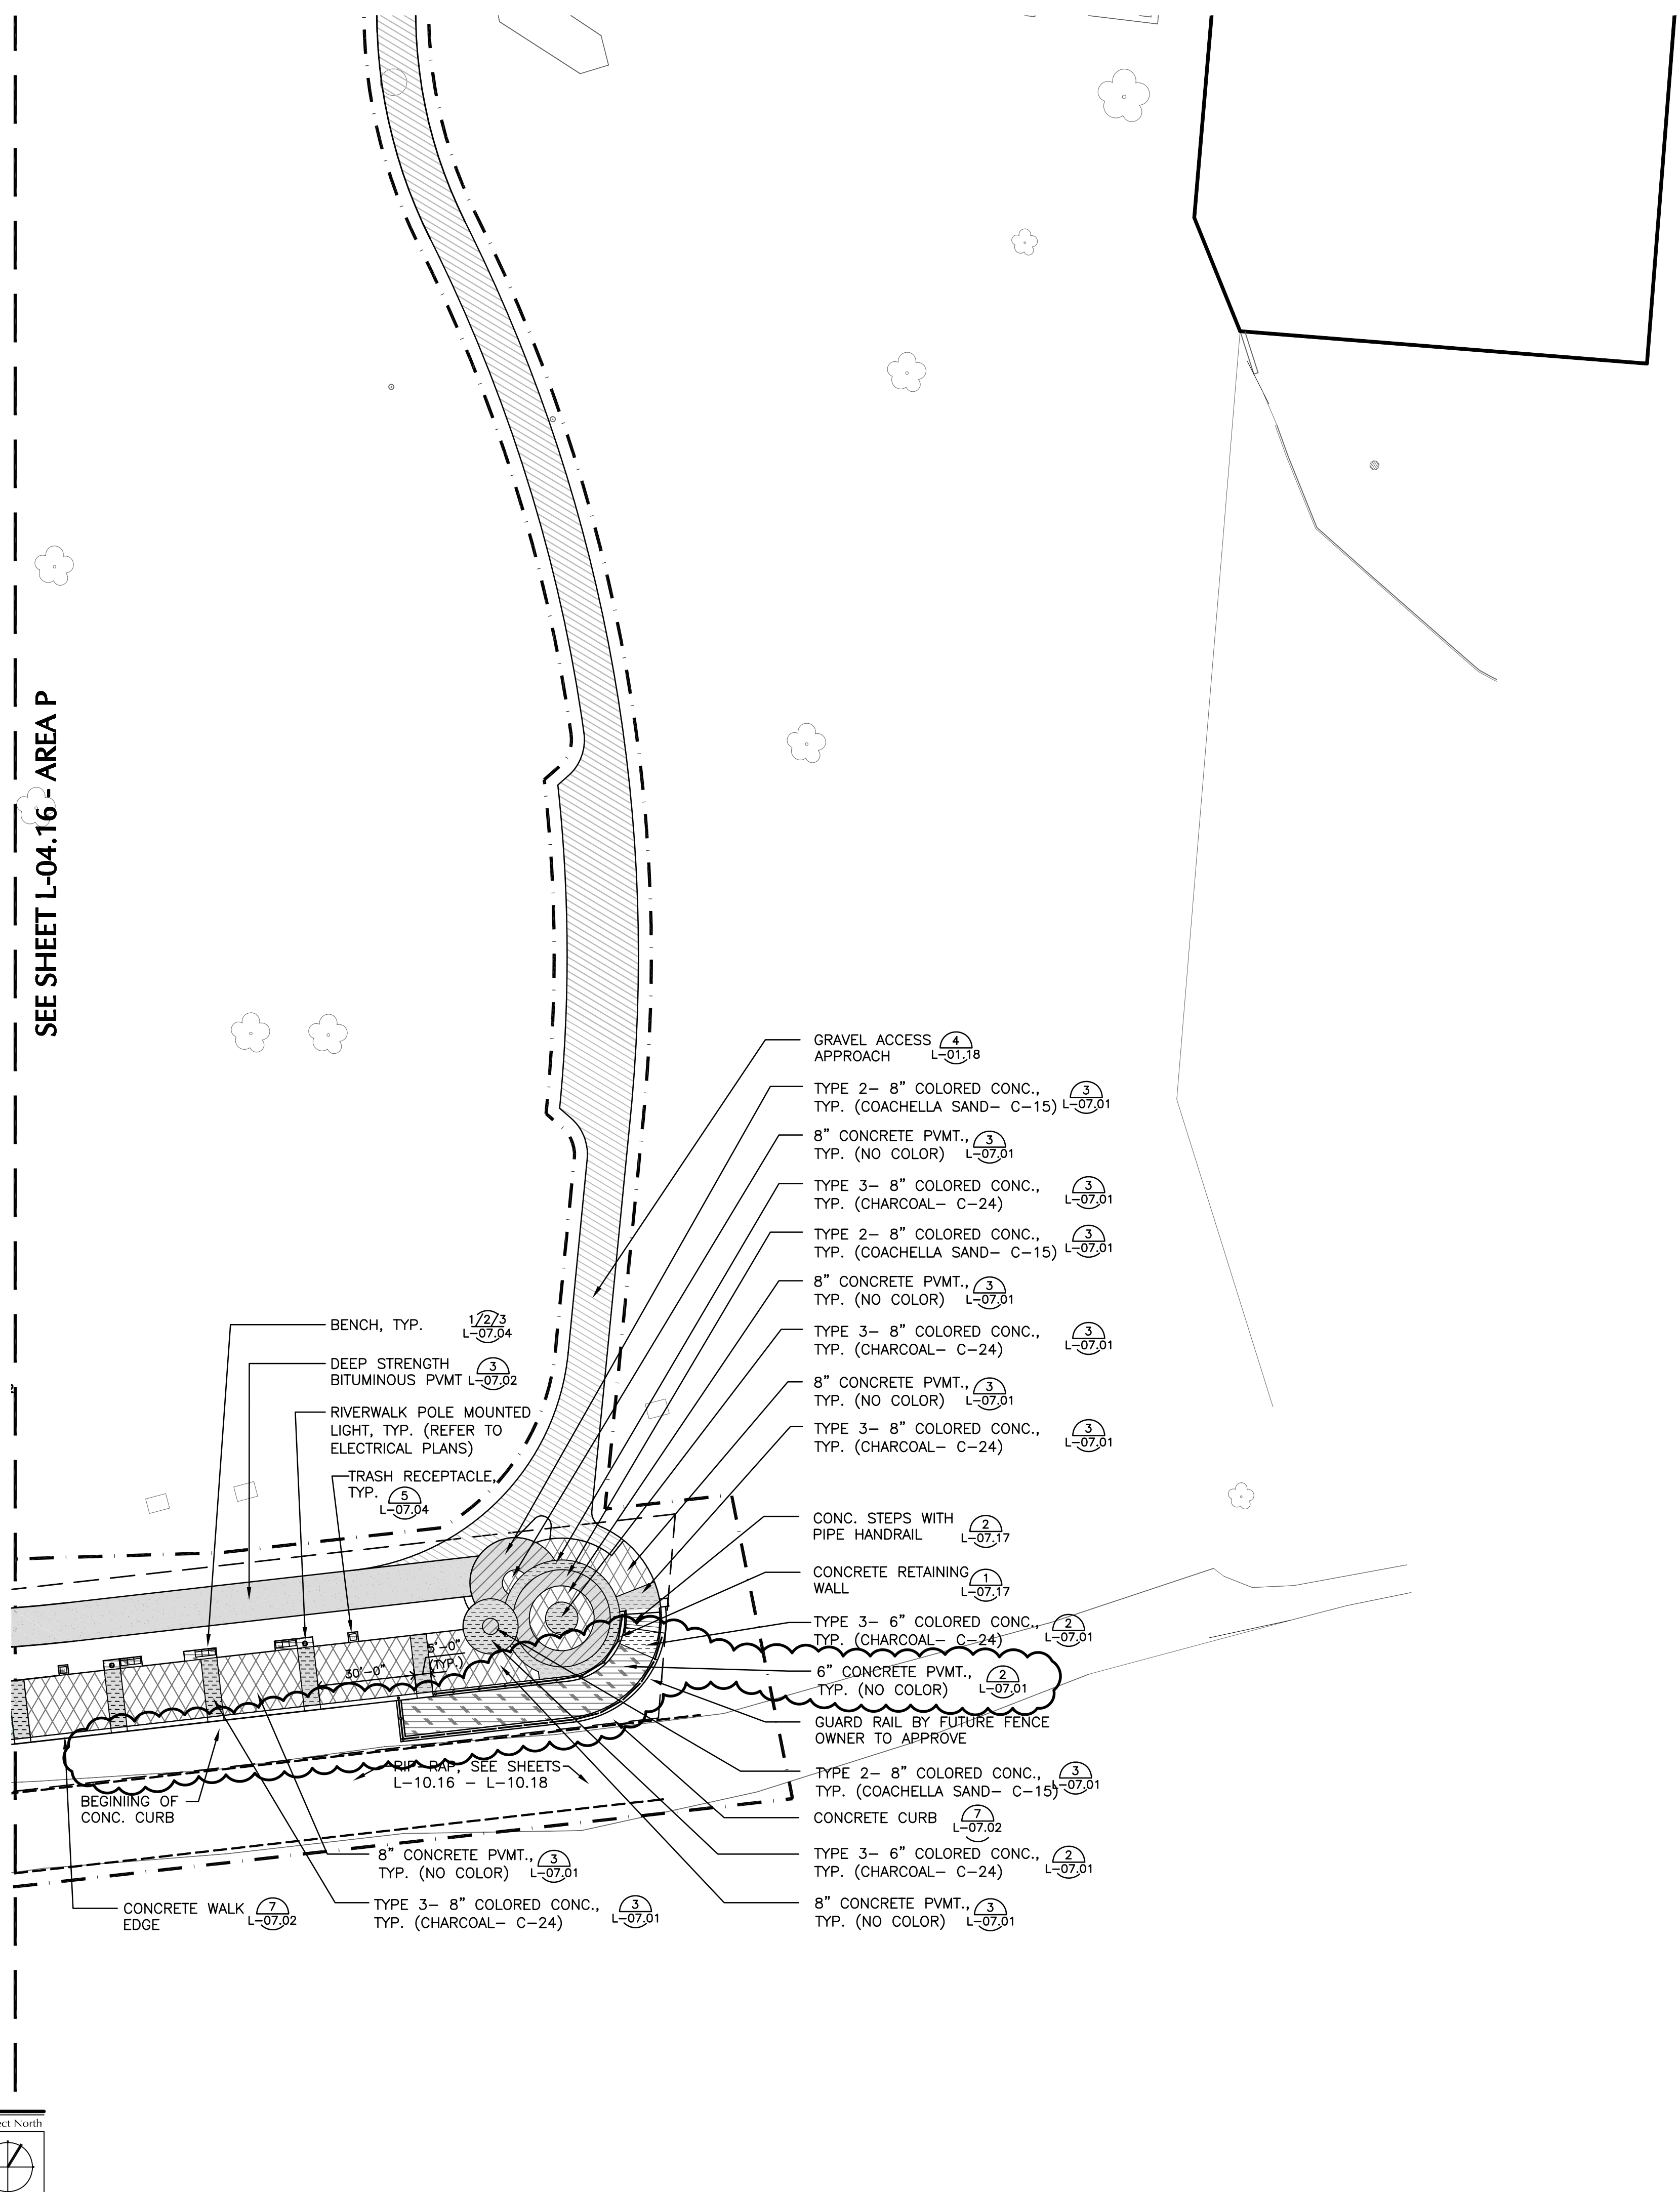 SEE SHEET L-04.16 - AREA P
GRAVEL ACCESS
APPROACH
4
L-01.18
TYPE 2- 8" COLORED CONC.,
TYP. (COACHELLA SAND- C-15)
3
L-07.01
8" CONCRETE PVMT.,
TYP. (NO COLOR)
3
L-07.01
TYPE 3- 8" COLORED CONC.,
TYP. (CHARCOAL- C-24)
3
L-07.01
TYPE 2- 8" COLORED CONC.,
TYP. (COACHELLA SAND- C-15)
3
L-07.01
8" CONCRETE PVMT.,
TYP. (NO COLOR)
3
L-07.01
TYPE 3- 8" COLORED CONC.,
TYP. (CHARCOAL- C-24)
3
L-07.01
8" CONCRETE PVMT.,
TYP. (NO COLOR)
3
L-07.01
TYPE 3- 8" COLORED CONC.,
TYP. (CHARCOAL- C-24)
3
L-07.01
BENCH, TYP.
1/2/3
L-07.04
DEEP STRENGTH
BITUMINOUS PVMT
3
L-07.02
RIVERWALK POLE MOUNTED
LIGHT, TYP. (REFER TO
ELECTRICAL PLANS)
TRASH RECEPTACLE,
TYP.
5
L-07.04
CONC. STEPS WITH
PIPE HANDRAIL
2
L-07.17
CONCRETE RETAINING
WALL
1
L-07.17
TYPE 3- 6" COLORED CONC.,
TYP. (CHARCOAL- C-24)
2
L-07.01
6" CONCRETE PVMT.,
TYP. (NO COLOR)
2
L-07.01
GUARD RAIL BY FUTURE FENCE
OWNER TO APPROVE
TYPE 2- 8" COLORED CONC.,
TYP. (COACHELLA SAND- C-15)
3
L-07.01
CONCRETE CURB
7
L-07.02
TYPE 3- 6" COLORED CONC.,
TYP. (CHARCOAL- C-24)
2
L-07.01
8" CONCRETE PVMT.,
TYP. (NO COLOR)
3
L-07.01
5'-0"
(TYP.)
30'-0"
RIP RAP, SEE SHEETS
L-10.16 - L-10.18
BEGINIING OF
CONC. CURB
8" CONCRETE PVMT.,
TYP. (NO COLOR)
3
L-07.01
CONCRETE WALK
EDGE
7
L-07.02
TYPE 3- 8" COLORED CONC.,
TYP. (CHARCOAL- C-24)
3
L-07.01
ect North